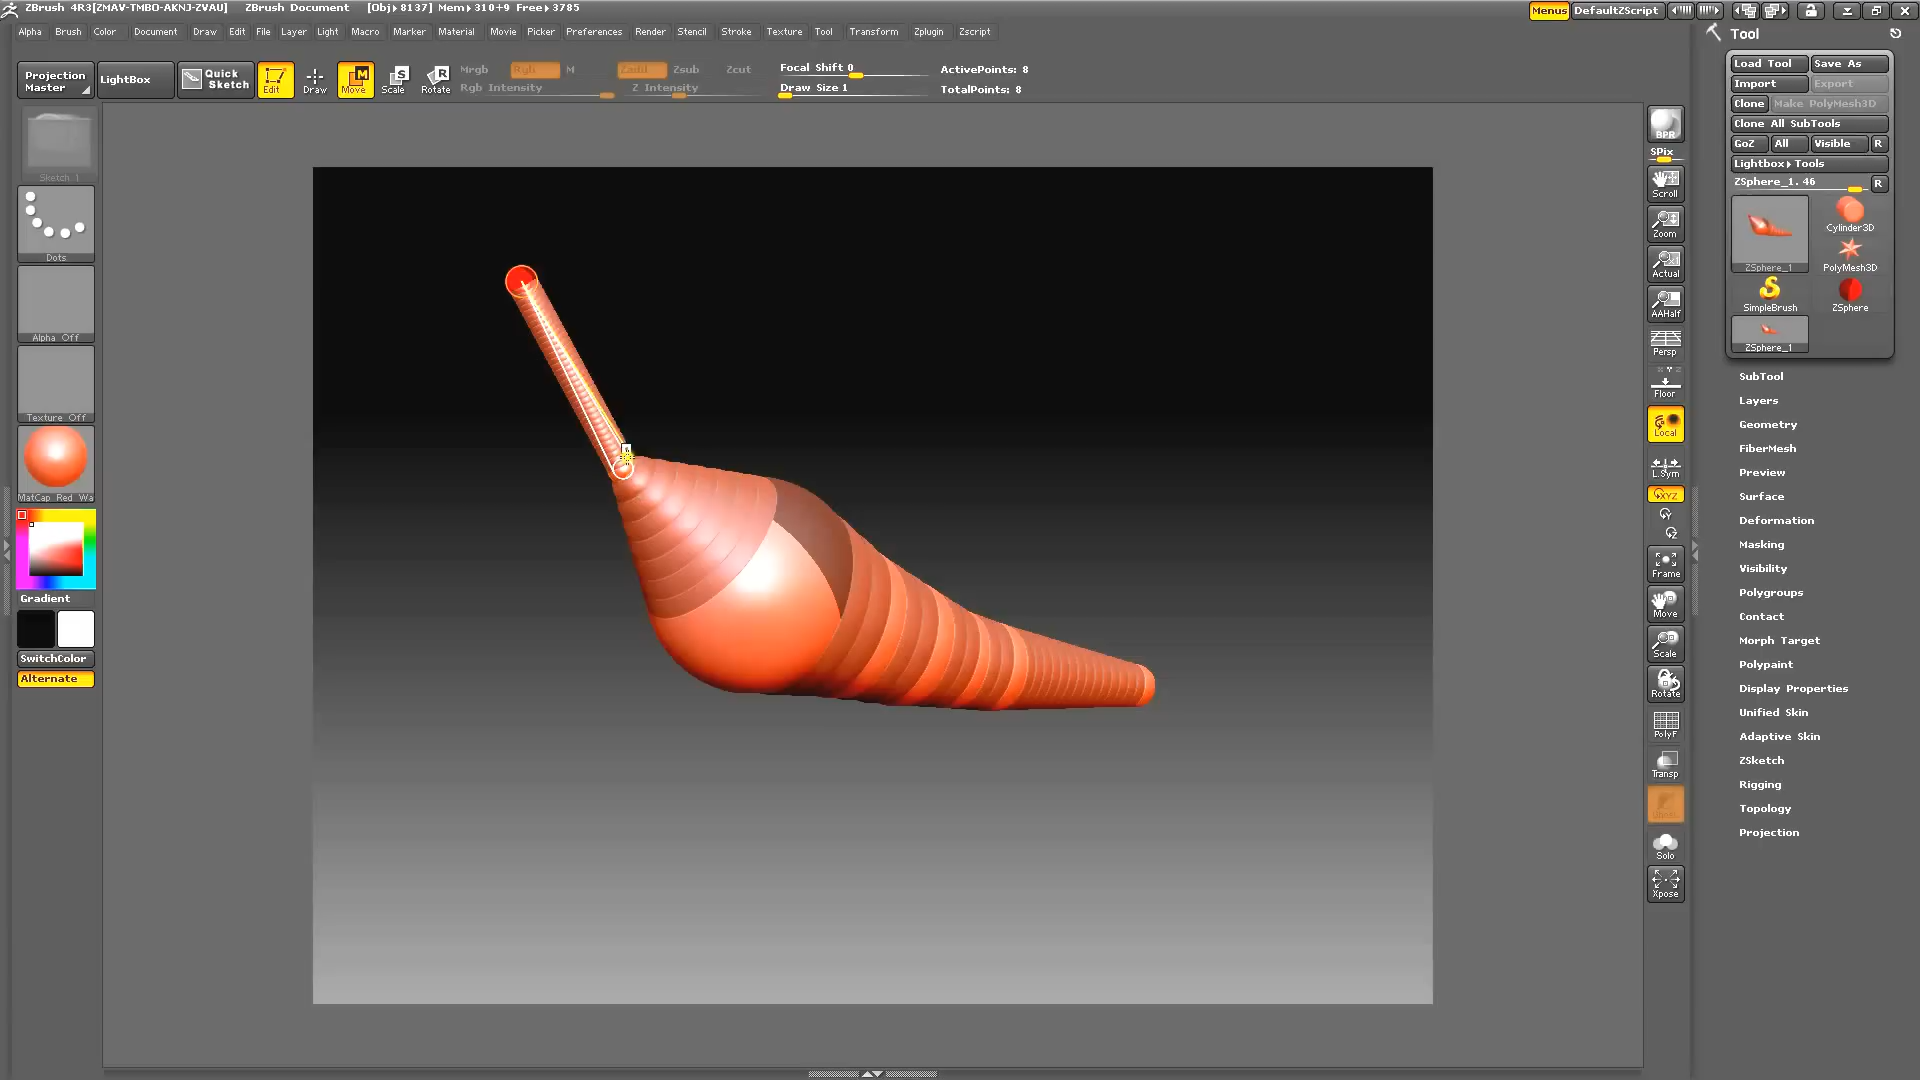 ZBrush 4R3[ZMAV-TMBO-AKNJ-ZVAU] ZBrush Document [Obj▸8137] Mem▸310+9 Free▸3785 Menus DefaultZScript
Alpha Brush Color Document Draw Edit File Layer Light Macro Marker Material Movie Picker Preferences Render Stencil Stroke Texture Tool Transform Zplugin Zscript
Projection Master
LightBox
Quick Sketch
Edit
Draw
Move
Scale
Rotate
Mrgb Rgb M
Rgb Intensity
Zadd Zsub Zcut
Z Intensity
Focal Shift 0
Draw Size 1
ActivePoints: 8
TotalPoints: 8
Sketch 1
Dots
Alpha Off
Texture Off
MatCap Red Wa
Gradient
SwitchColor
Alternate
BPR
SPix
Scroll
Zoom
Actual
AAHalf
Persp
Floor
Local
L.Sym
XYZ
Y
Z
Frame
Move
Scale
Rotate
PolyF
Transp
Solo
Xpose
Tool
Load Tool Save As
Import Export
Clone Make PolyMesh3D
Clone All SubTools
GoZ All Visible R
Lightbox▸Tools
ZSphere_1. 46 R
ZSphere_1
Cylinder3D
PolyMesh3D
SimpleBrush
ZSphere
ZSphere_1
SubTool
Layers
Geometry
FiberMesh
Preview
Surface
Deformation
Masking
Visibility
Polygroups
Contact
Morph Target
Polypaint
Display Properties
Unified Skin
Adaptive Skin
ZSketch
Rigging
Topology
Projection